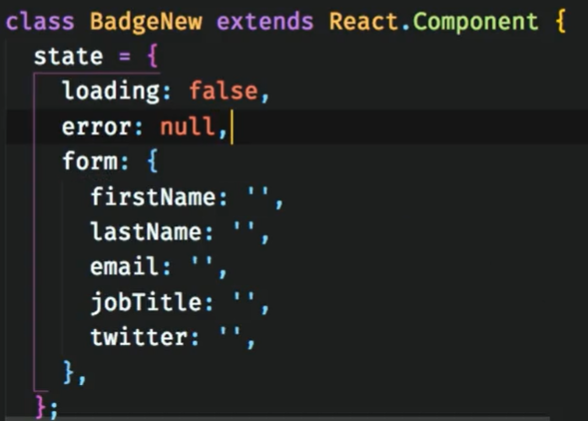 class BadgeNew extends React.Component {
state = {
loading: false,
error: null,
form: {
firstName: '',
lastName: '',
email: '',
jobTitle: '',
twitter: '',
},
};